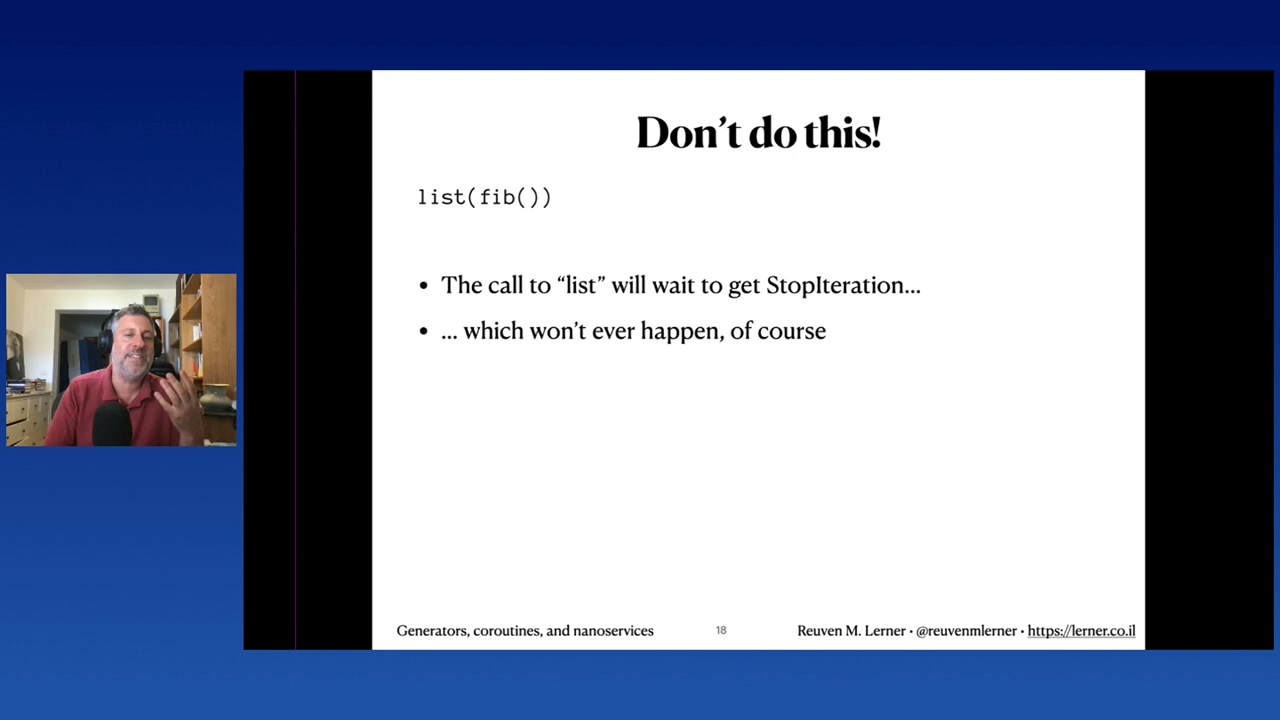 Don’t do this!
list(fib())
• The call to “list” will wait to get StopIteration...
• ... which won’t ever happen, of course
Generators, coroutines, and nanoservices
18
Reuven M. Lerner • @reuvenmlerner • https://lerner.co.il